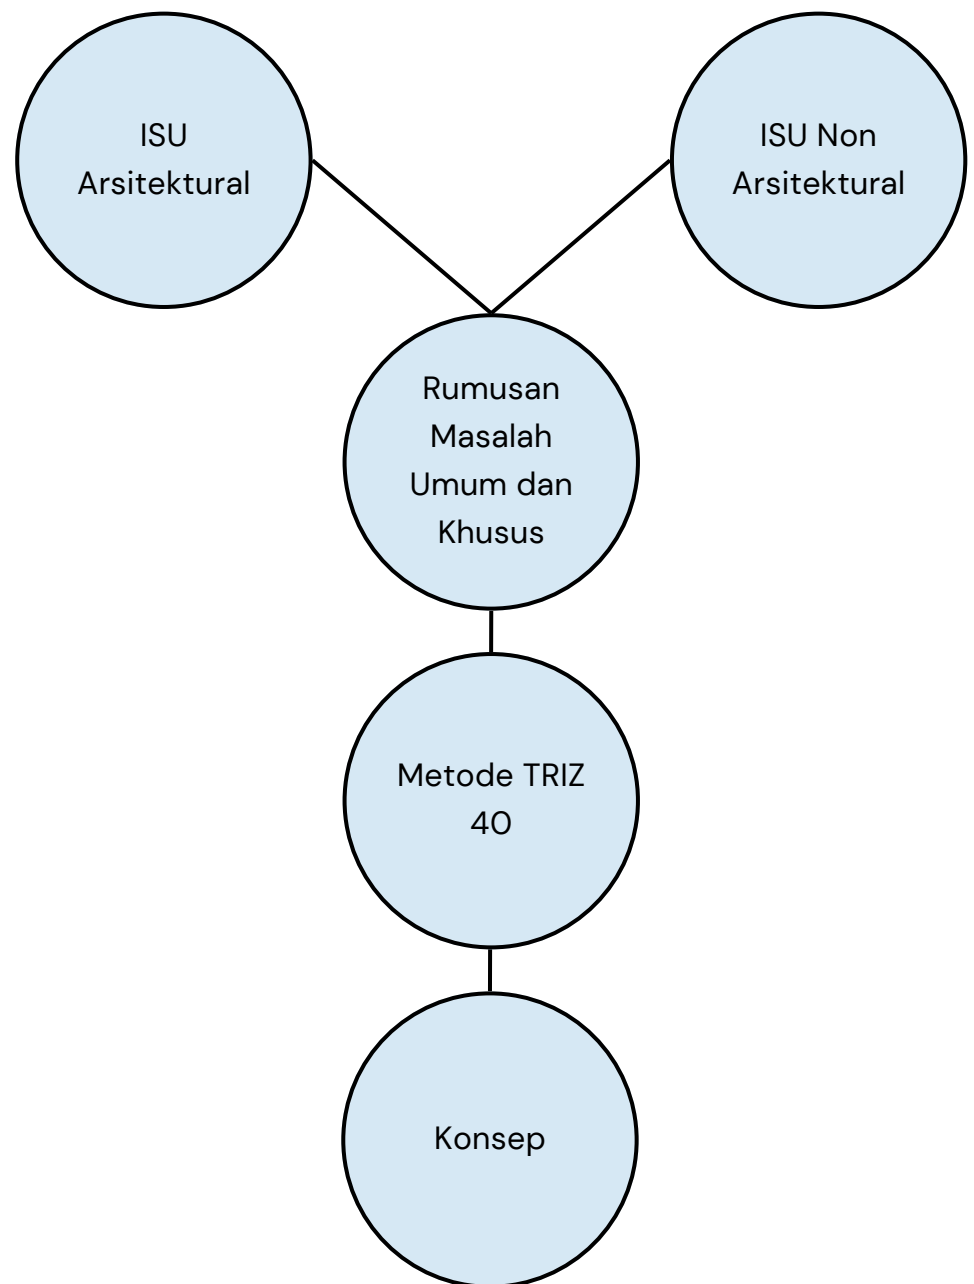 ISU
Arsitektural
ISU Non
Arsitektural
Rumusan
Masalah
Umum dan
Khusus
Metode TRIZ
40
Konsep